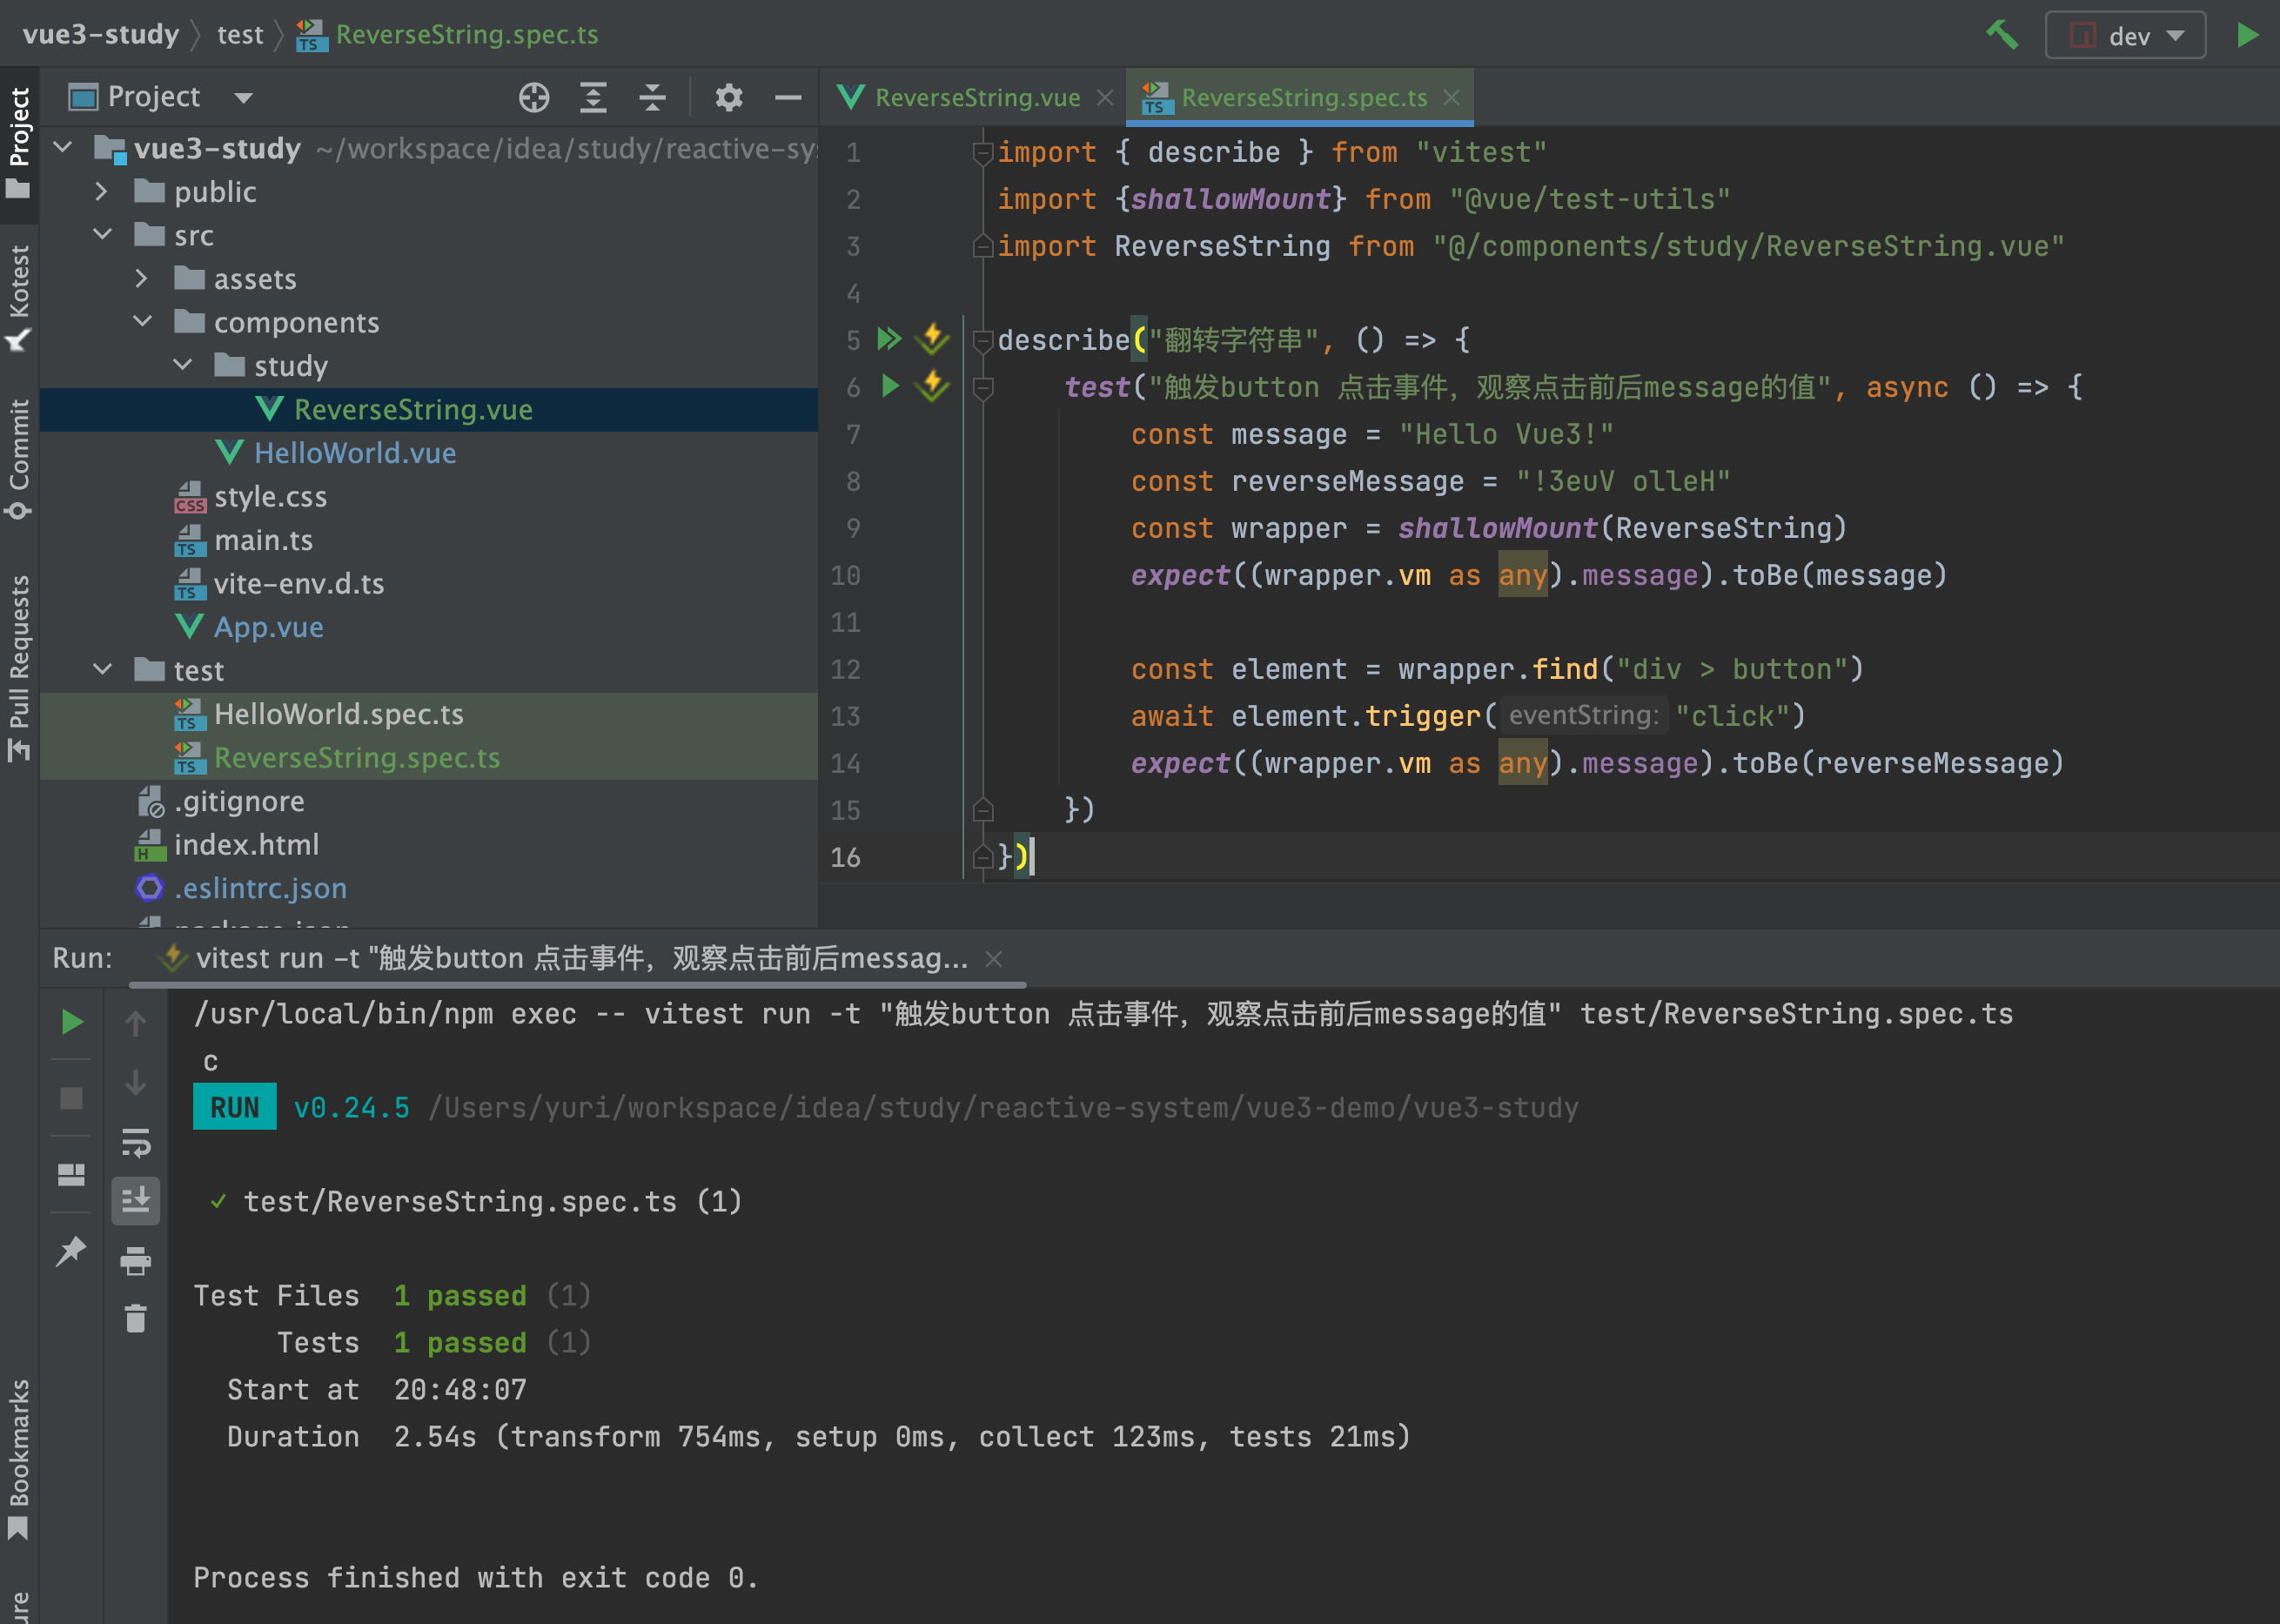 vue3-study
test
ReverseString.spec.ts
dev
Project
Kotest
Commit
Pull Requests
Bookmarks
Project
vue3-study ~/workspace/idea/study/reactive-sy
public
src
assets
components
study
ReverseString.vue
HelloWorld.vue
style.css
main.ts
vite-env.d.ts
App.vue
test
HelloWorld.spec.ts
ReverseString.spec.ts
.gitignore
index.html
.eslintrc.json
package.json
ReverseString.vue
ReverseString.spec.ts
1 import { describe } from "vitest"
2 import {shallowMount} from "@vue/test-utils"
3 import ReverseString from "@/components/study/ReverseString.vue"
4
5 describe("翻转字符串", () => {
6 test("触发button 点击事件，观察点击前后message的值", async () => {
7 const message = "Hello Vue3!"
8 const reverseMessage = "!3euV olleH"
9 const wrapper = shallowMount(ReverseString)
10 expect((wrapper.vm as any).message).toBe(message)
11
12 const element = wrapper.find("div > button")
13 await element.trigger( eventString: "click")
14 expect((wrapper.vm as any).message).toBe(reverseMessage)
15 })
16 })
Run:
vitest run -t "触发button 点击事件，观察点击前后messag...
/usr/local/bin/npm exec -- vitest run -t "触发button 点击事件，观察点击前后message的值" test/ReverseString.spec.ts
c
RUN v0.24.5 /Users/yuri/workspace/idea/study/reactive-system/vue3-demo/vue3-study
✓ test/ReverseString.spec.ts (1)
Test Files 1 passed (1)
Tests 1 passed (1)
Start at 20:48:07
Duration 2.54s (transform 754ms, setup 0ms, collect 123ms, tests 21ms)
Process finished with exit code 0.